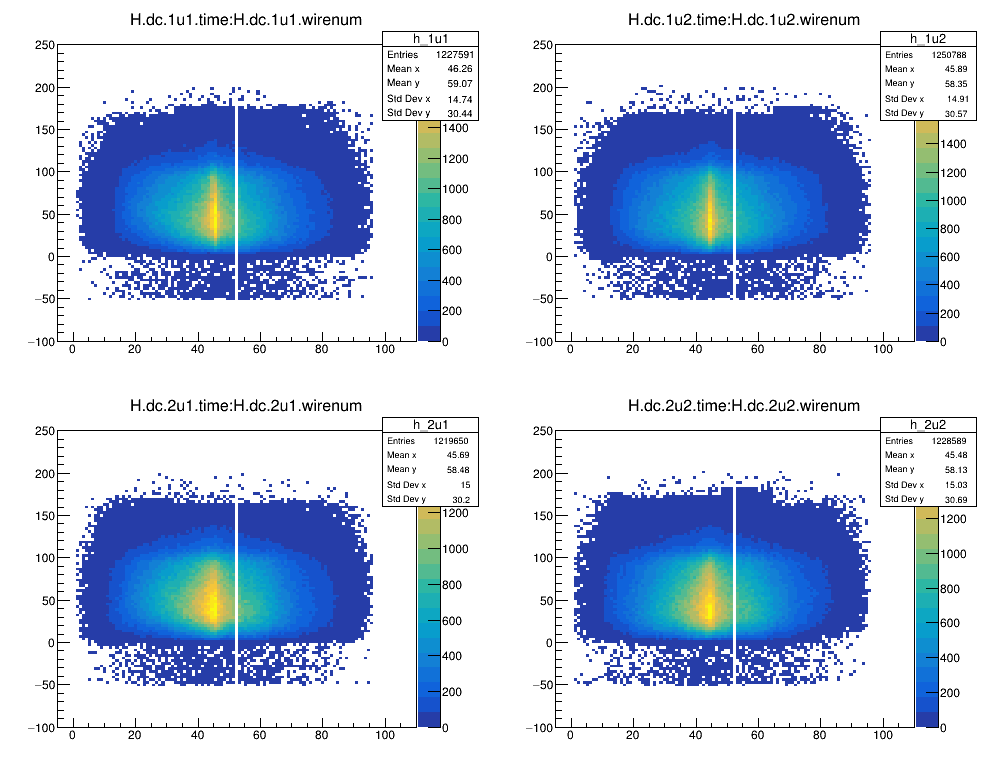 H.dc.1u1.time:H.dc.1u1.wirenum
h_1u1
Entries 1227591
Mean x 46.26
Mean y 59.07
Std Dev x 14.74
Std Dev y 30.44
250
200
150
100
50
0
−50
−100
0 20 40 60 80 100
1400
1200
1000
800
600
400
200
0
H.dc.1u2.time:H.dc.1u2.wirenum
h_1u2
Entries 1250788
Mean x 45.89
Mean y 58.35
Std Dev x 14.91
Std Dev y 30.57
250
200
150
100
50
0
−50
−100
0 20 40 60 80 100
1400
1200
1000
800
600
400
200
0
H.dc.2u1.time:H.dc.2u1.wirenum
h_2u1
Entries 1219650
Mean x 45.69
Mean y 58.48
Std Dev x 15
Std Dev y 30.2
250
200
150
100
50
0
−50
−100
0 20 40 60 80 100
1200
1000
800
600
400
200
0
H.dc.2u2.time:H.dc.2u2.wirenum
h_2u2
Entries 1228589
Mean x 45.48
Mean y 58.13
Std Dev x 15.03
Std Dev y 30.69
250
200
150
100
50
0
−50
−100
0 20 40 60 80 100
1200
1000
800
600
400
200
0